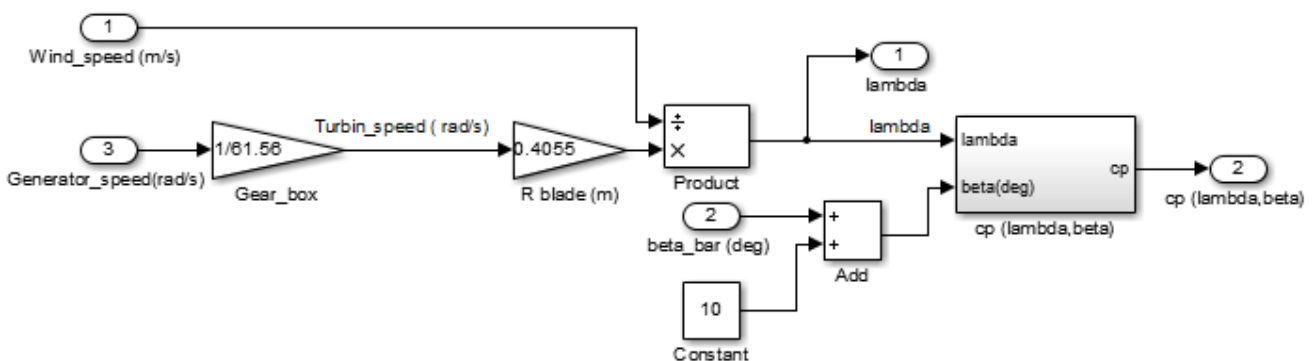 1
Wind_speed (m/s)
3
Generator_speed(rad/s)
1/61.56
Gear_box
Turbin_speed ( rad/s)
0.4055
R blade (m)
÷
×
Product
1
lambda
lambda
2
beta_bar (deg)
+
+
Add
10
Constant
lambda
beta(deg)
cp
cp (lambda,beta)
2
cp (lambda,beta)